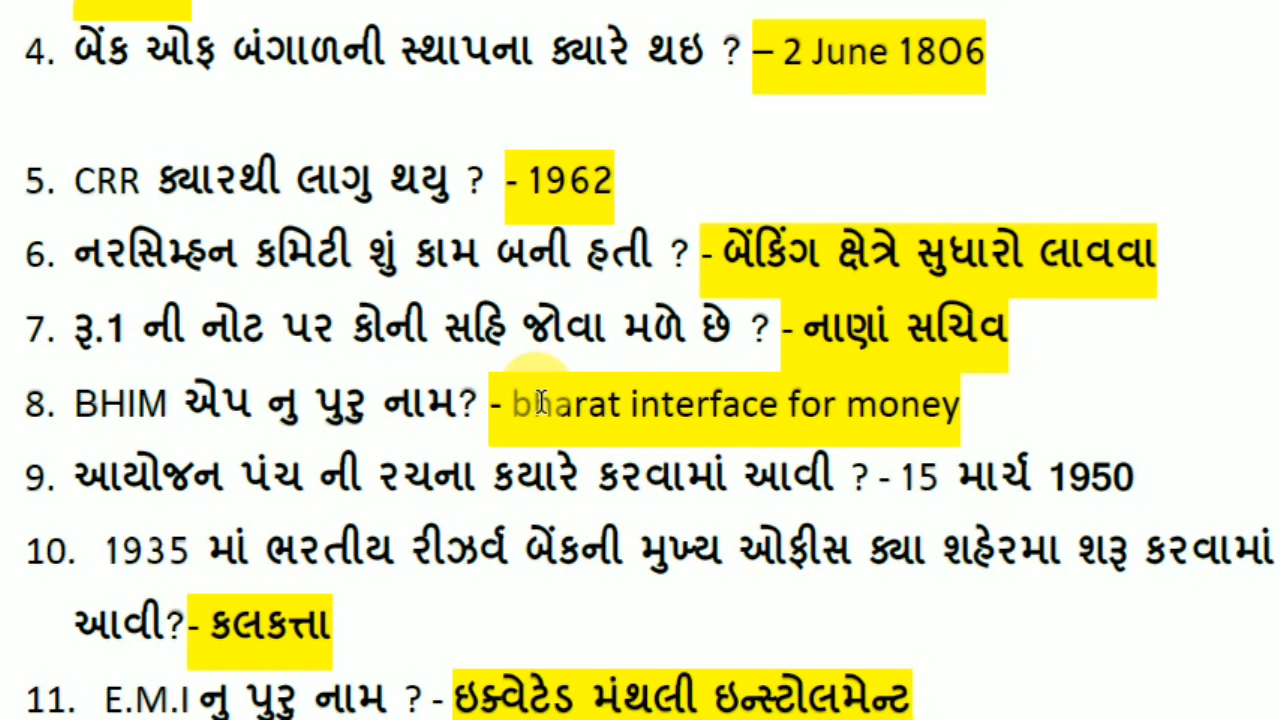 4. બેંક ઓફ બંગાળની સ્થાપના ક્યારે થઇ ? – 2 June 1806
5. CRR ક્યારથી લાગુ થયુ ? - 1962
6. નરસિમ્હન કમિટી શું કામ બની હતી ? - બેંકિંગ ક્ષેત્રે સુધારો લાવવા
7. રૂ.1 ની નોટ પર કોની સહિ જોવા મળે છે ? - નાણાં સચિવ
8. BHIM એપ નુ પુરુ નામ? - bharat interface for money
9. આયોજન પંચ ની રચના કયારે કરવામાં આવી ? - 15 માર્ચ 1950
10. 1935 માં ભરતીય રીઝર્વ બેંકની મુખ્ય ઓફીસ ક્યા શહેરમા શરૂ કરવામાં
આવી? - કલકત્તા
11. E.M.I નુ પુરુ નામ ? - ઇક્વેટેડ મંથલી ઇન્સ્ટોલમેન્ટ